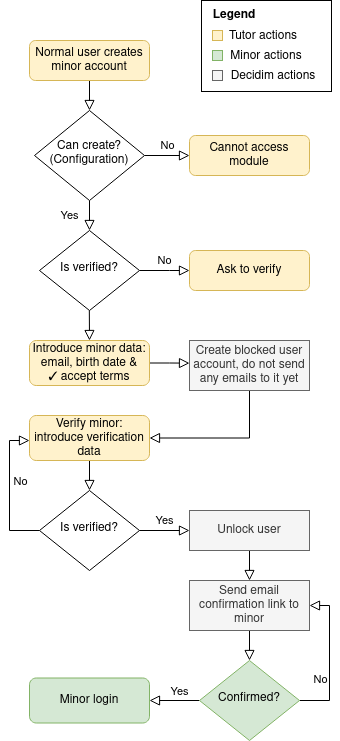 Legend
Tutor actions
Minor actions
Decidim actions
Normal user creates
minor account
Can create?
(Configuration)
No
Cannot access
module
Yes
Is verified?
No
Ask to verify
Introduce minor data:
email, birth date &
✓ accept terms
Create blocked user
account, do not send
any emails to it yet
Verify minor:
introduce verification
data
No
Is verified?
Yes
Unlock user
Send email
confirmation link to
minor
Confirmed?
No
Yes
Minor login